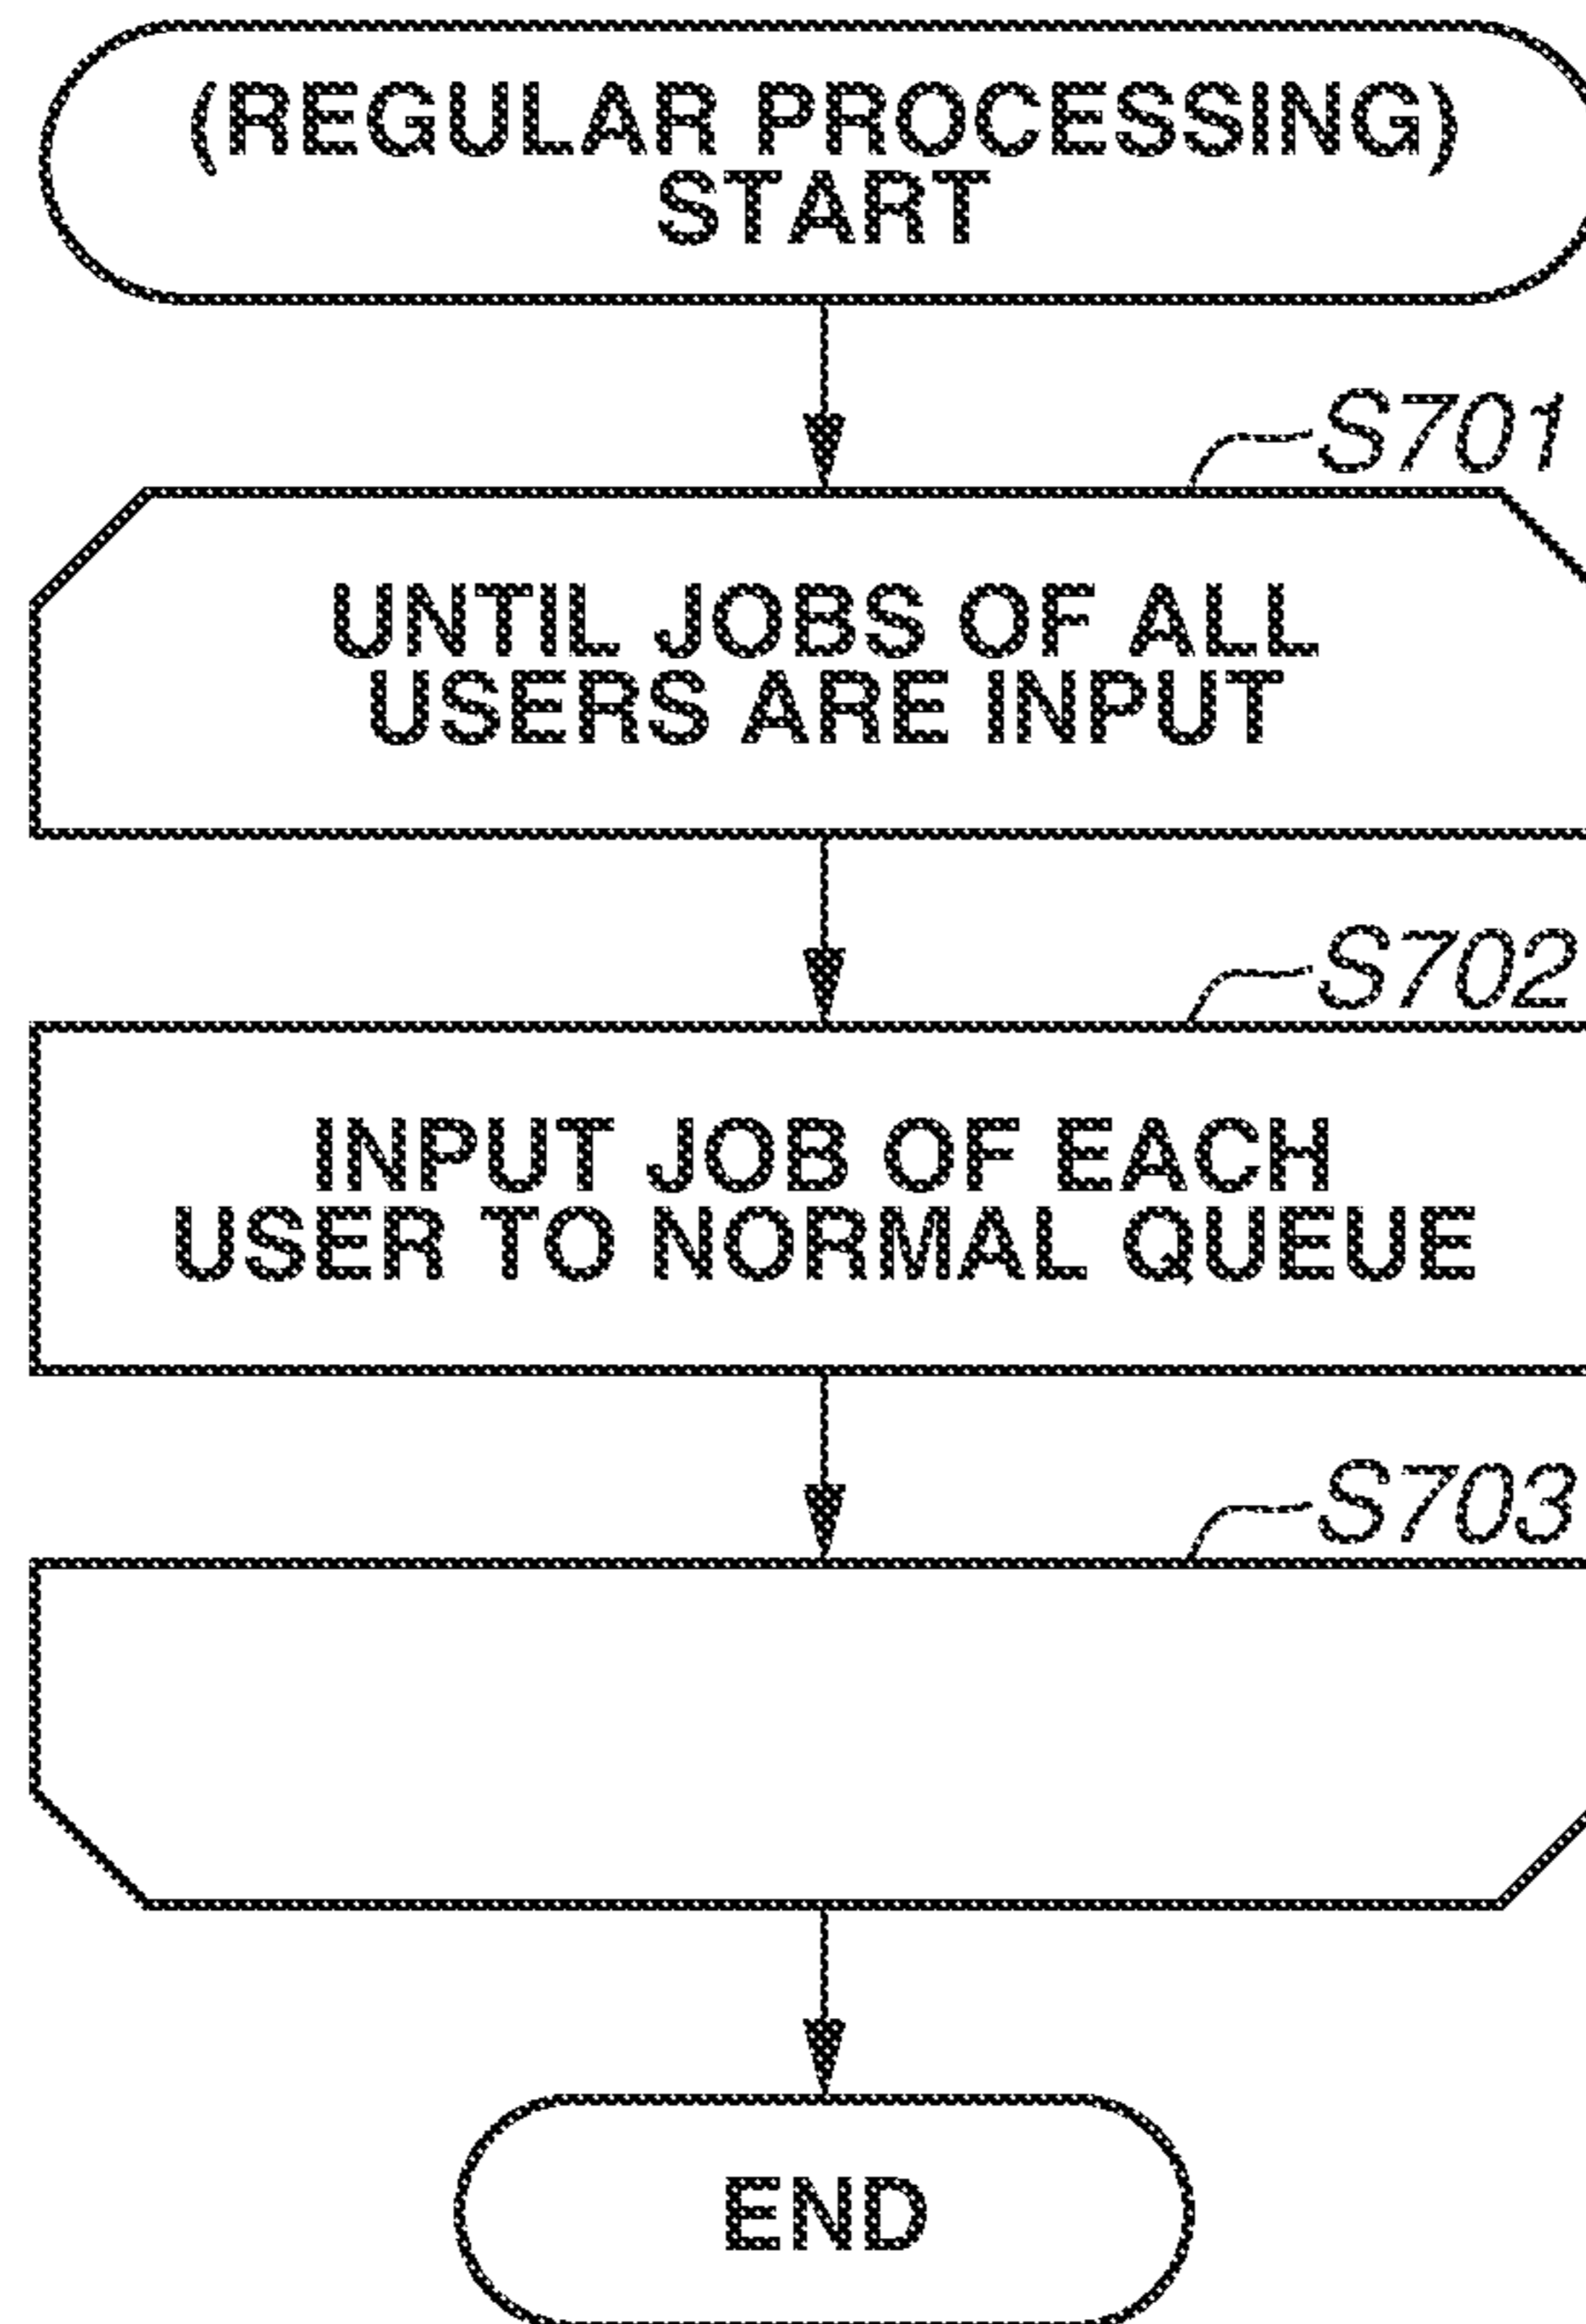 (REGULAR PROCESSING)
START
S701
UNTIL JOBS OF ALL
USERS ARE INPUT
S702
INPUT JOB OF EACH
USER TO NORMAL QUEUE
S703
END